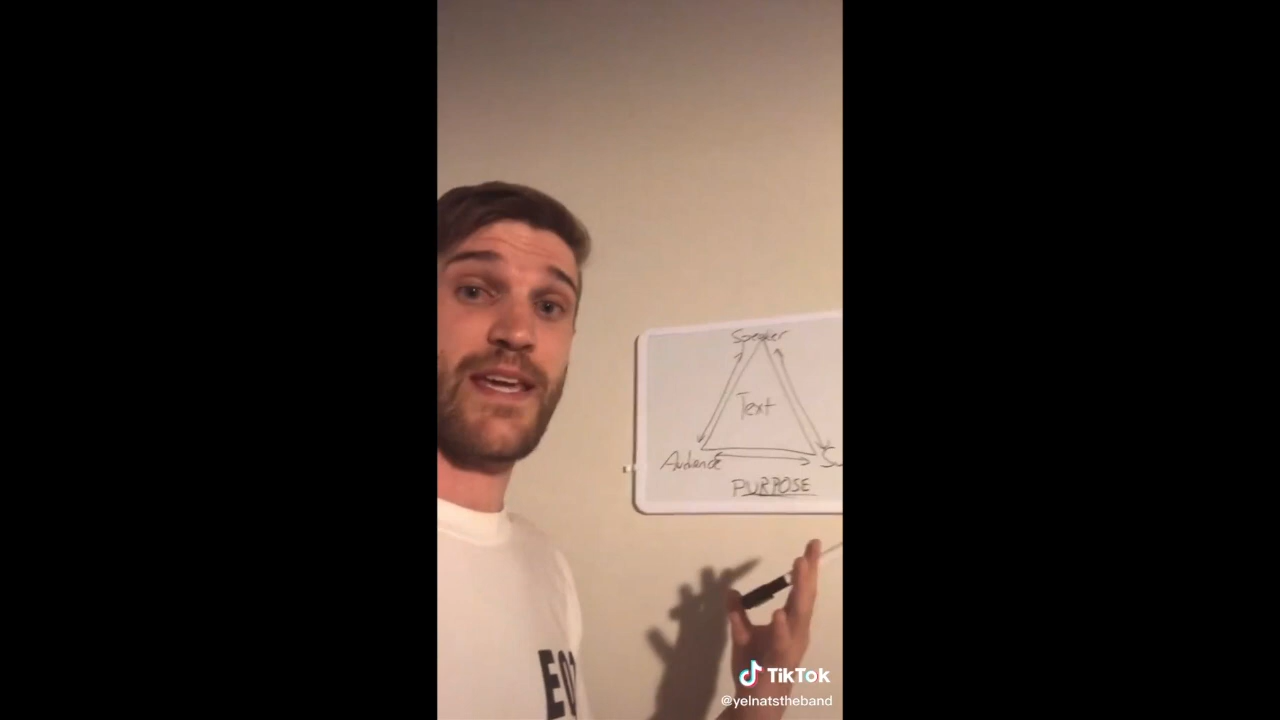 Speaker
Text
Audience
PURPOSE
TikTok
@yelnatstheband